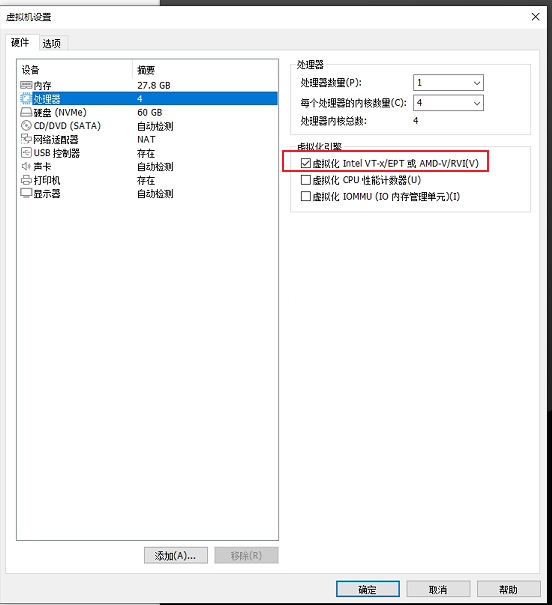 虚拟机设置
硬件 选项
设备 摘要
内存 27.8 GB
处理器 4
硬盘 (NVMe) 60 GB
CD/DVD (SATA) 自动检测
网络适配器 NAT
USB 控制器 存在
声卡 自动检测
打印机 存在
显示器 自动检测
处理器
处理器数量(P): 1
每个处理器的内核数量(C): 4
处理器内核总数: 4
虚拟化引擎
虚拟化 Intel VT-x/EPT 或 AMD-V/RVI(V)
虚拟化 CPU 性能计数器(U)
虚拟化 IOMMU (IO 内存管理单元)(I)
添加(A)... 移除(R)
确定 取消 帮助